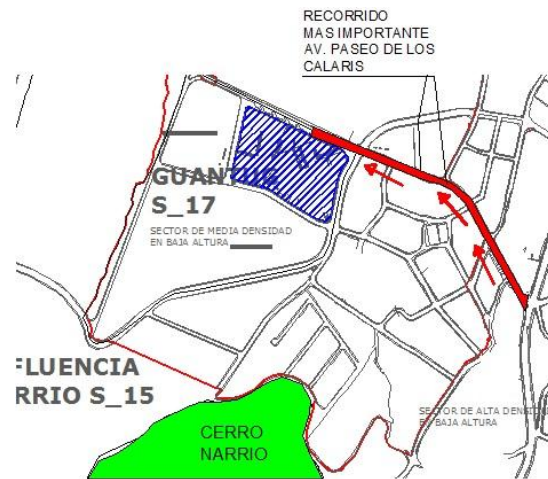 RECORRIDO
MAS IMPORTANTE
AV. PASEO DE LOS
CALARIS
GUANTUG
S_17
SECTOR DE MEDIA DENSIDAD
EN BAJA ALTURA
FLUENCIA
RRIO S_15
CERRO
NARRIO
SECTOR DE ALTA DENSIDAD
EN BAJA ALTURA